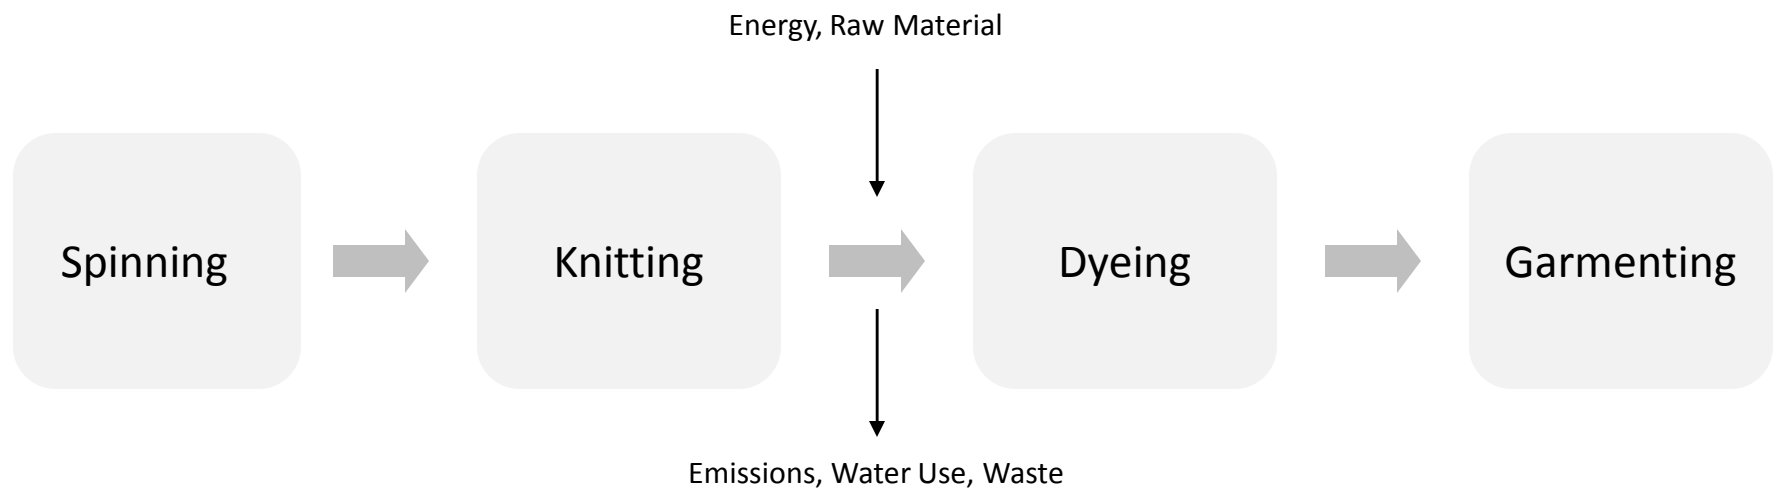 Energy, Raw Material
Spinning
Knitting
Dyeing
Garmenting
Emissions, Water Use, Waste